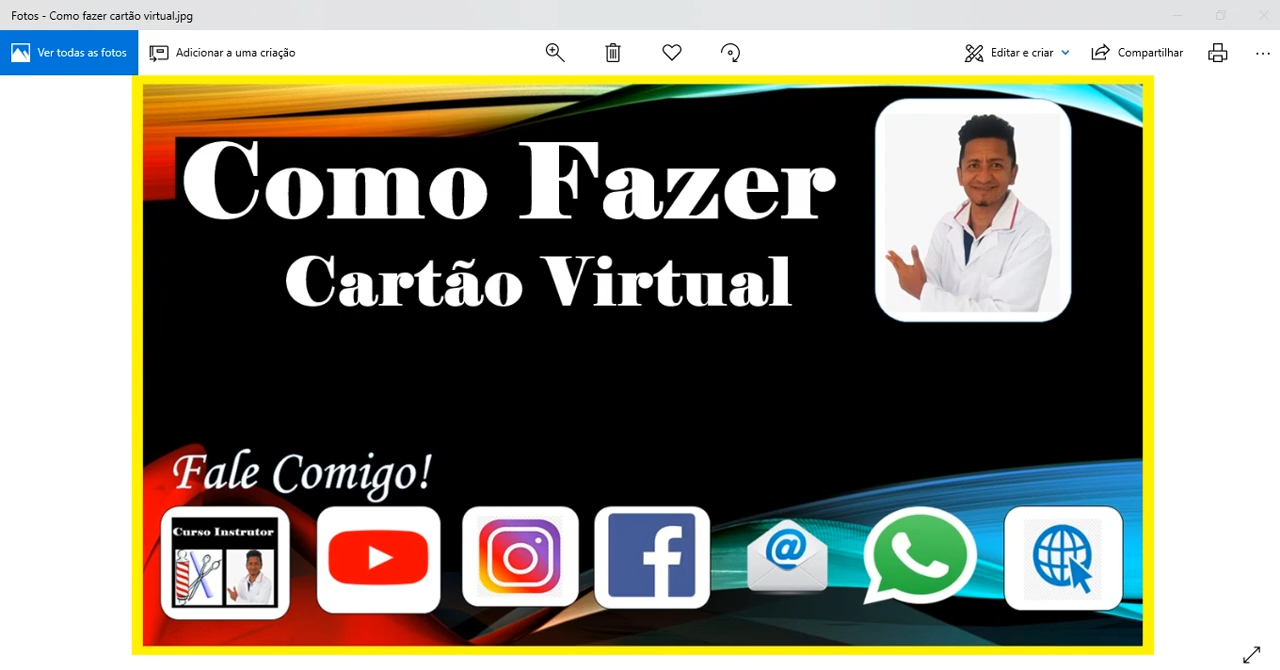 Fotos - Como fazer cartão virtual.jpg
Ver todas as fotos
Adicionar a uma criação
Editar e criar
Compartilhar
Como Fazer
Cartão Virtual
Fale Comigo!
Curso Instrutor